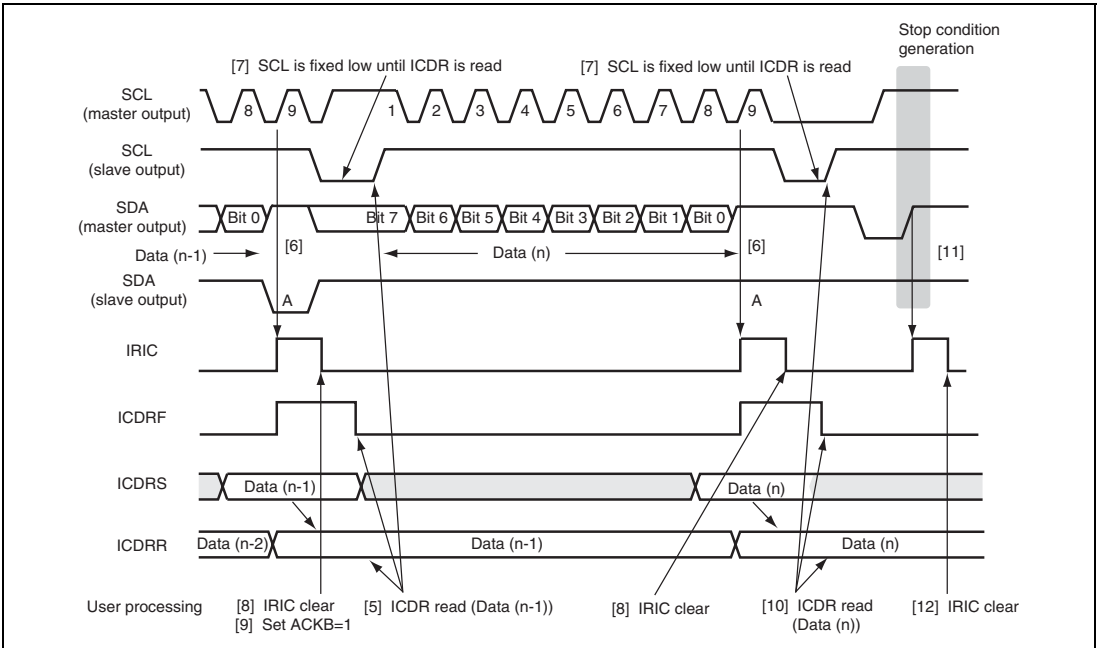 Stop condition
generation
[7] SCL is fixed low until ICDR is read
[7] SCL is fixed low until ICDR is read
SCL
(master output)
8 9 1 2 3 4 5 6 7 8 9
SCL
(slave output)
SDA
(master output)
Bit 0 Bit 7 Bit 6 Bit 5 Bit 4 Bit 3 Bit 2 Bit 1 Bit 0
Data (n-1) [6] Data (n) [6] [11]
SDA
(slave output)
A A
IRIC
ICDRF
ICDRS
Data (n-1) Data (n)
ICDRR
Data (n-2) Data (n-1) Data (n)
User processing
[8] IRIC clear
[9] Set ACKB=1
[5] ICDR read (Data (n-1))
[8] IRIC clear
[10] ICDR read
(Data (n))
[12] IRIC clear